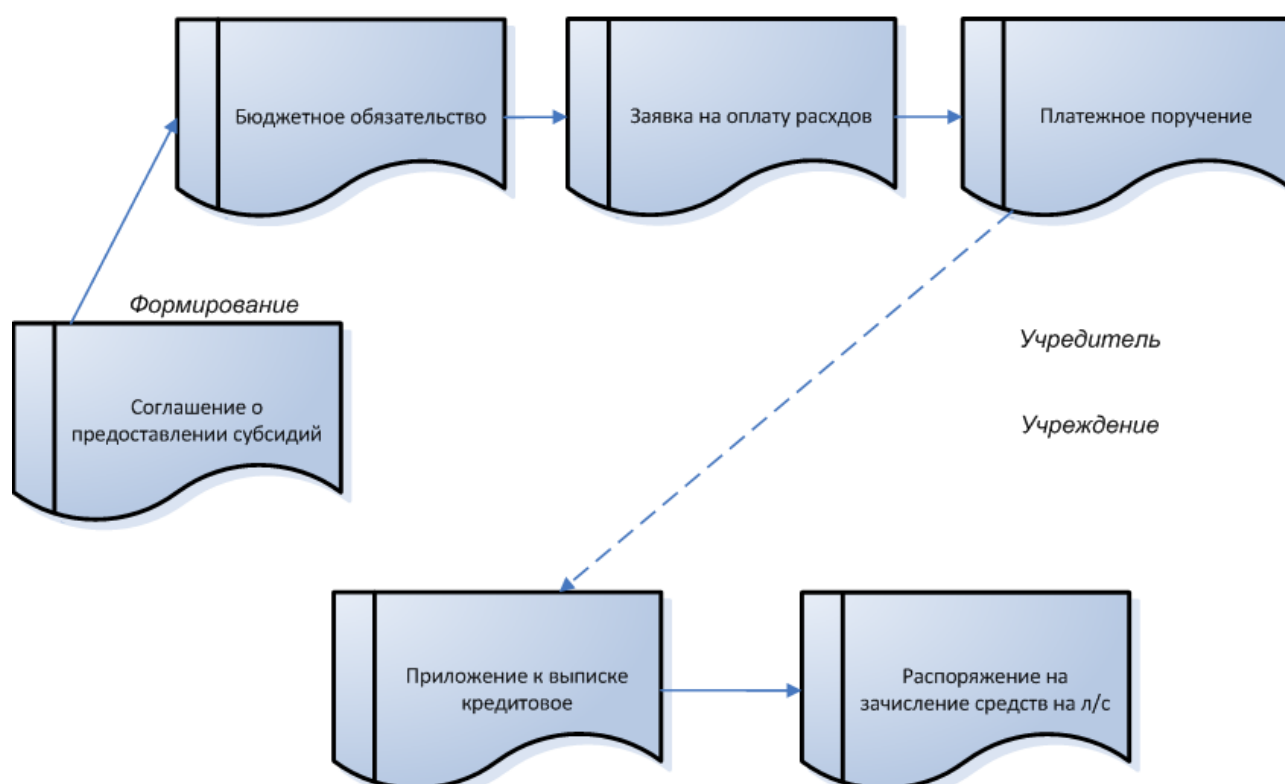 Бюджетное обязательство
Заявка на оплату расхдов
Платежное поручение
Формирование
Соглашение о
предоставлении субсидий
Учредитель
Учреждение
Приложение к выписке
кредитовое
Распоряжение на
зачисление средств на л/с